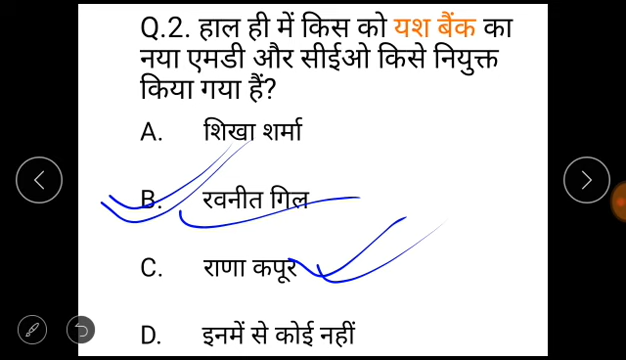 Q.2. हाल ही में किस को यश बैंक का
नया एमडी और सीईओ किसे नियुक्त
किया गया हैं?
A. शिखा शर्मा
B. रवनीत गिल
C. राणा कपूर
D. इनमें से कोई नहीं